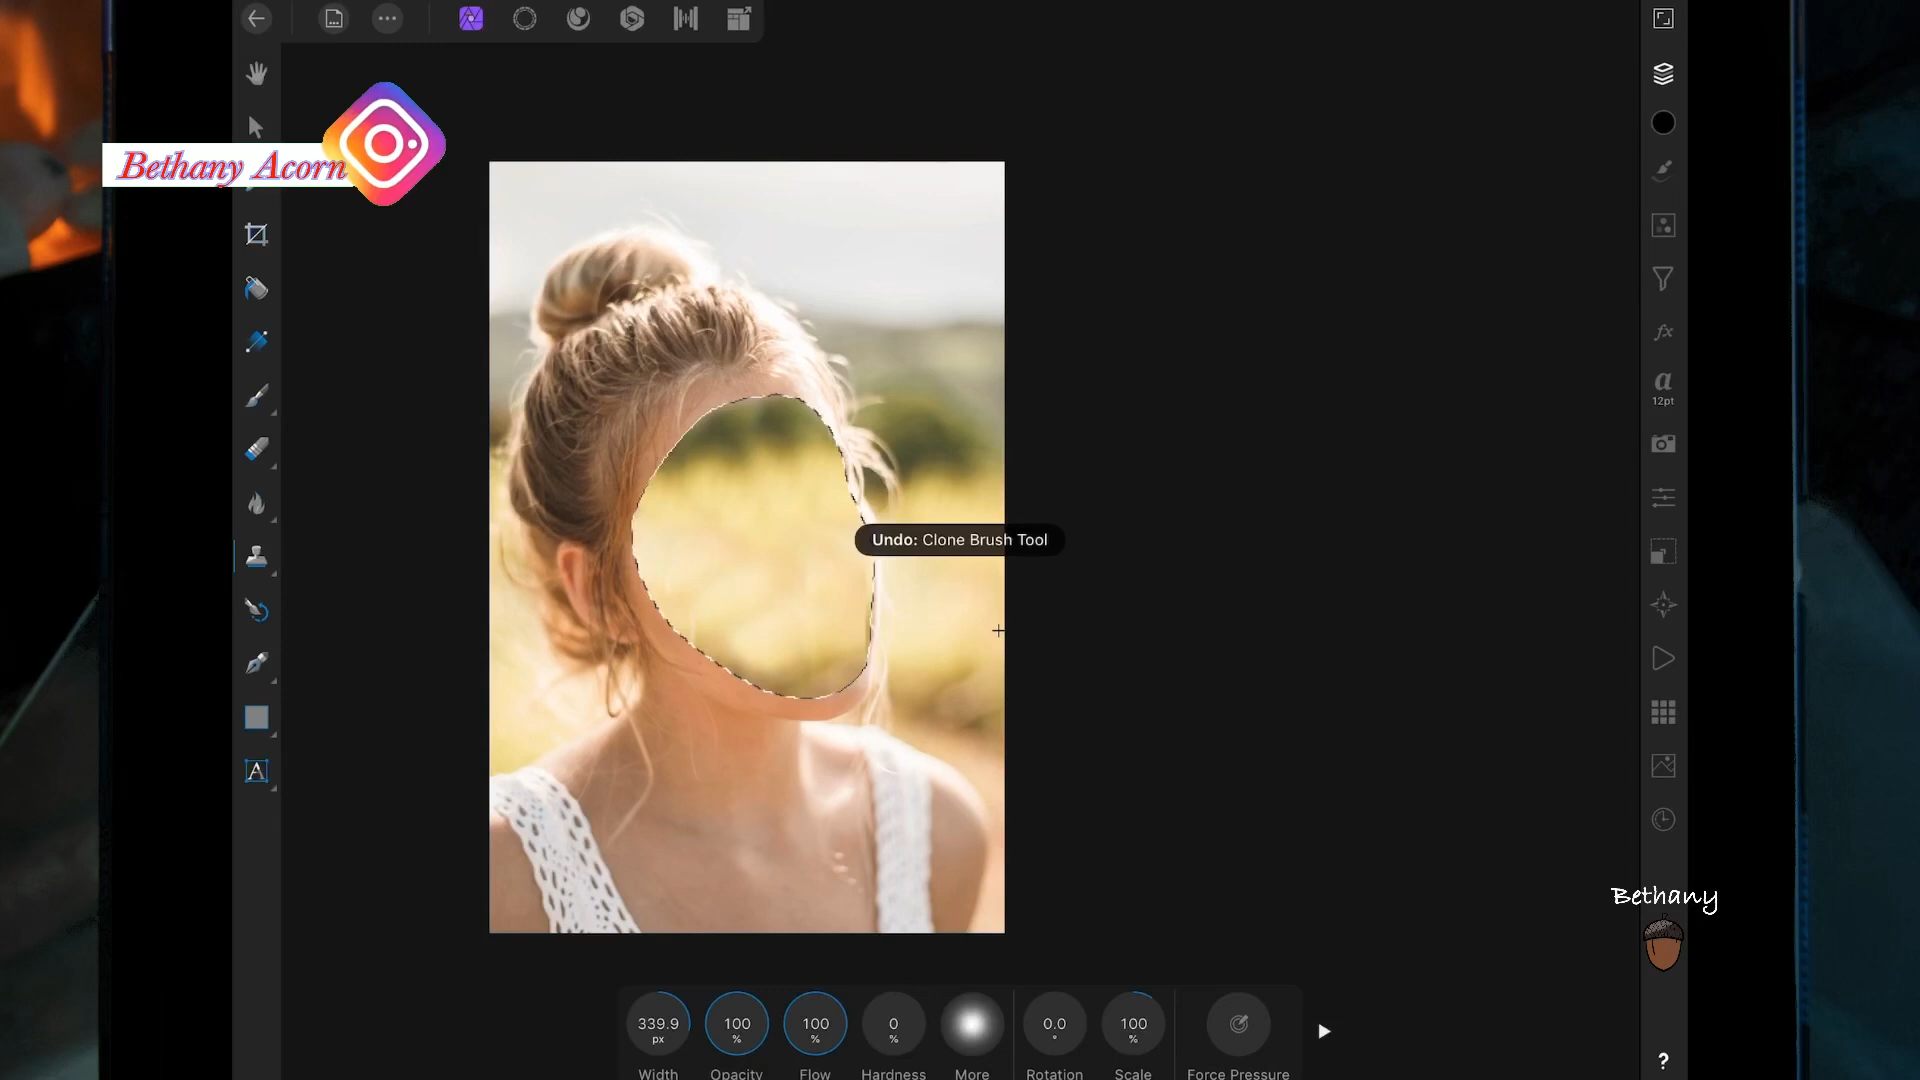 Bethany Acorn
a
12pt
Undo: Clone Brush Tool
A
Bethany
339.9
px
100
%
100
%
0
%
0.0
°
100
%
Width
Opacity
Flow
Hardness
More
Rotation
Scale
Force Pressure
fx
?